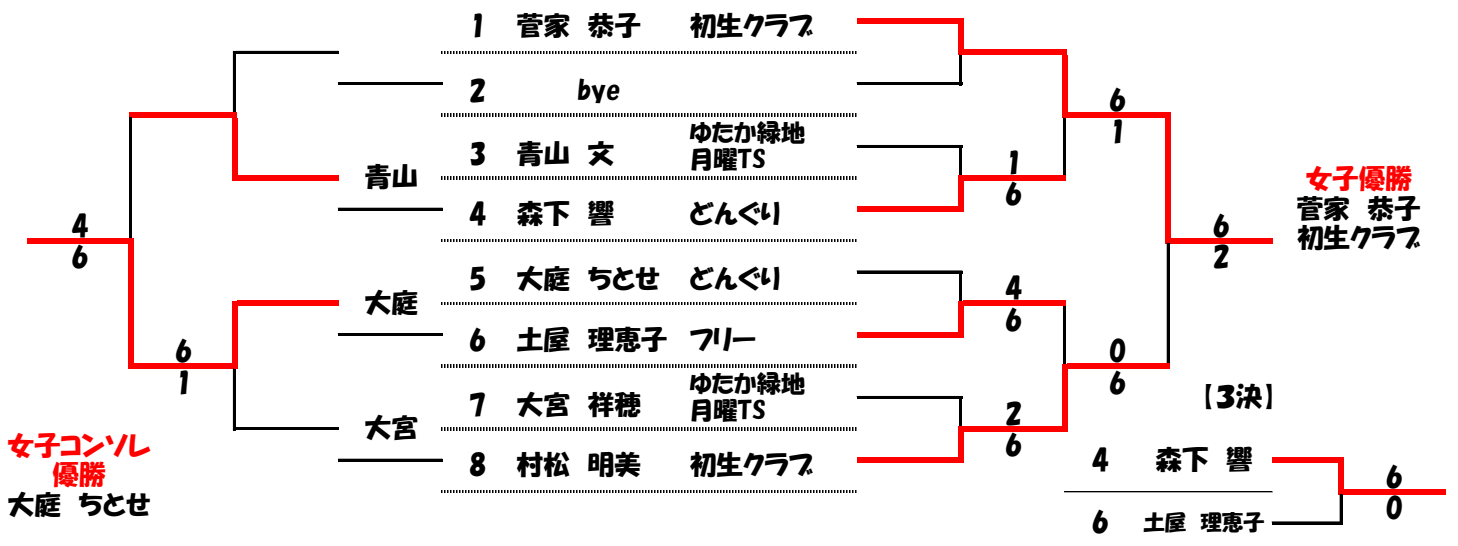 1 菅家 恭子 初生クラブ
2 bye
3 青山 文 ゆたか緑地
月曜TS
4 森下 響 どんぐり
5 大庭 ちとせ どんぐり
6 土屋 理恵子 フリー
7 大宮 祥穂 ゆたか緑地
月曜TS
8 村松 明美 初生クラブ
青山
大庭
大宮
4
6
6
1
女子コンソレ
優勝
大庭 ちとせ
1
6
4
6
2
6
6
1
0
6
6
2
女子優勝
菅家 恭子
初生クラブ
【3決】
4 森下 響
6 土屋 理恵子
6
0